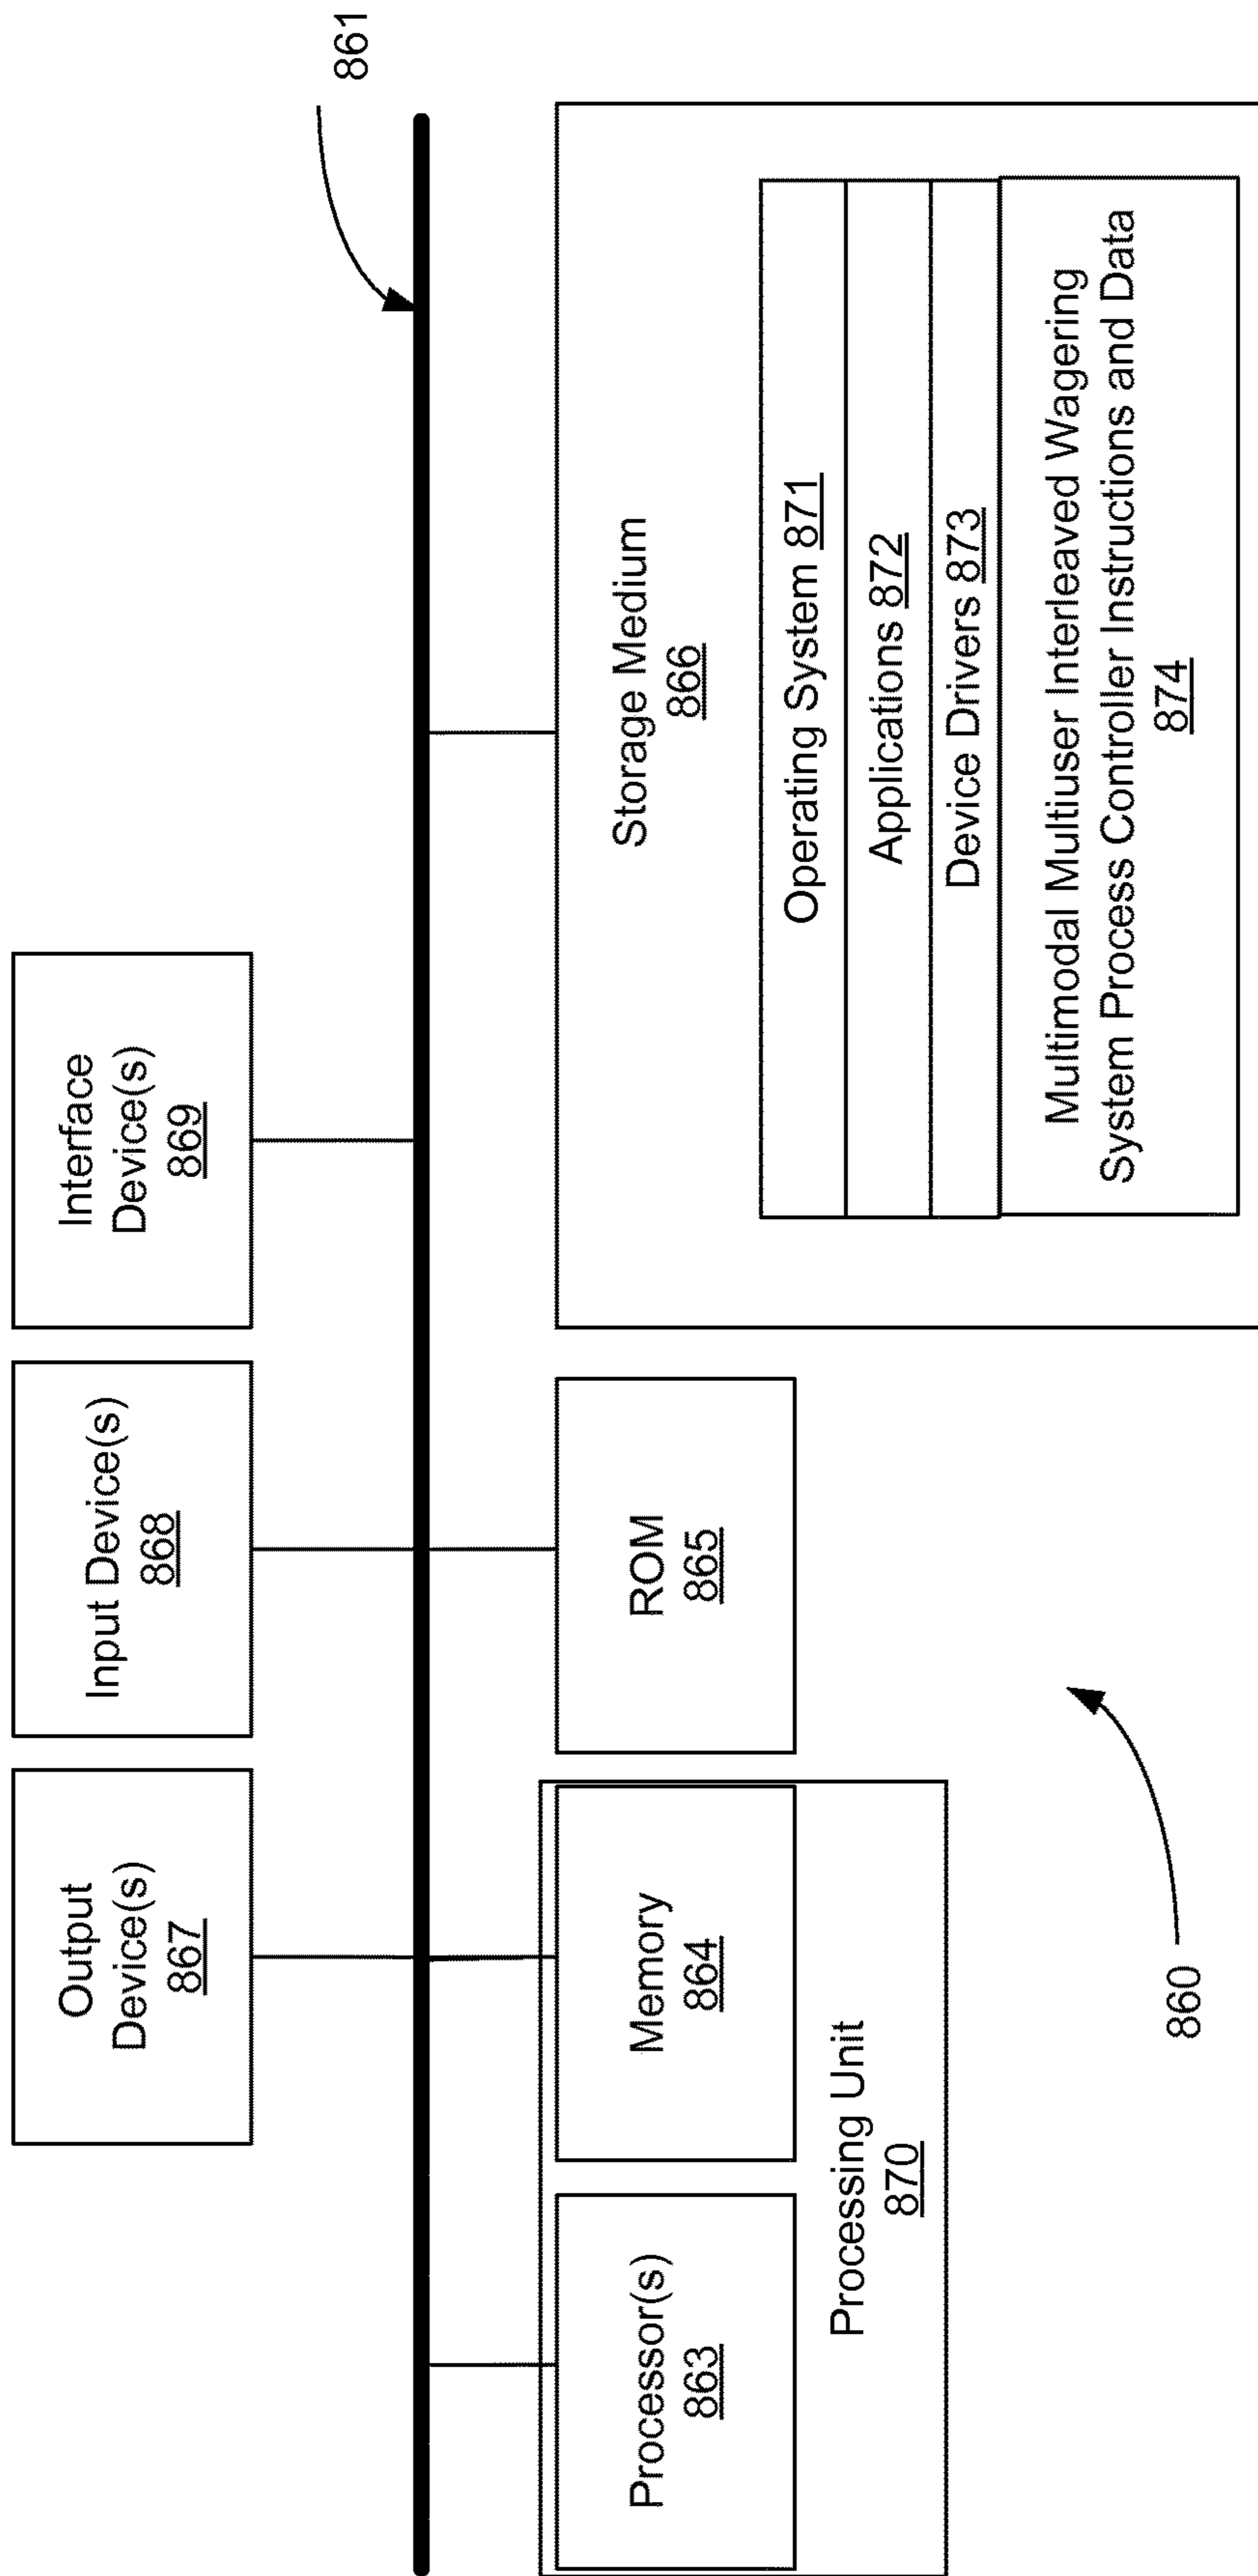 861
Output
Device(s)
867
Input Device(s)
868
Interface
Device(s)
869
Processor(s)
863
Memory
864
Processing Unit
870
ROM
865
Storage Medium
866
Operating System 871
Applications 872
Device Drivers 873
Multimodal Multiuser Interleaved Wagering
System Process Controller Instructions and Data
874
860